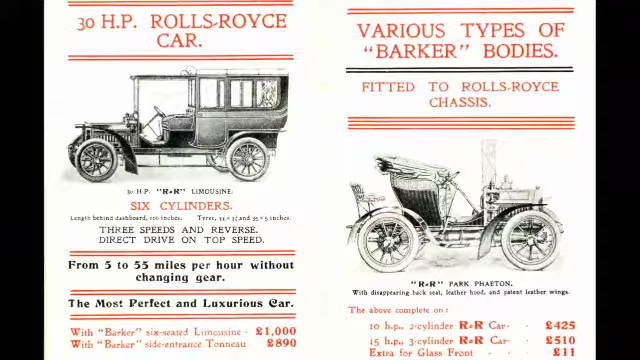 30 H.P. ROLLS-ROYCE
CAR.
30 H.P. "R-R" LIMOUSINE.
SIX CYLINDERS.
Length behind dashboard, 106 inches. Tyres,
THREE SPEEDS AND REVERSE.
DIRECT DRIVE ON TOP SPEED.
From 5 to 55 miles per hour without
changing gear.
The Most Perfect and Luxurious Car.
With "Barker" six-seated Limousine - £1,000
With "Barker" side-entrance Tonneau £890
VARIOUS TYPES OF
"BARKER" BODIES.
FITTED TO ROLLS-ROYCE
CHASSIS.
"R-R" PARK PHAETON.
With disappearing back seat, leather hood, and patent leather wings.
The above complete on:
10 h.p., 2-cylinder R-R Car - £425
15 h.p., 3-cylinder R-R Car - £510
Extra for Glass Front - £11